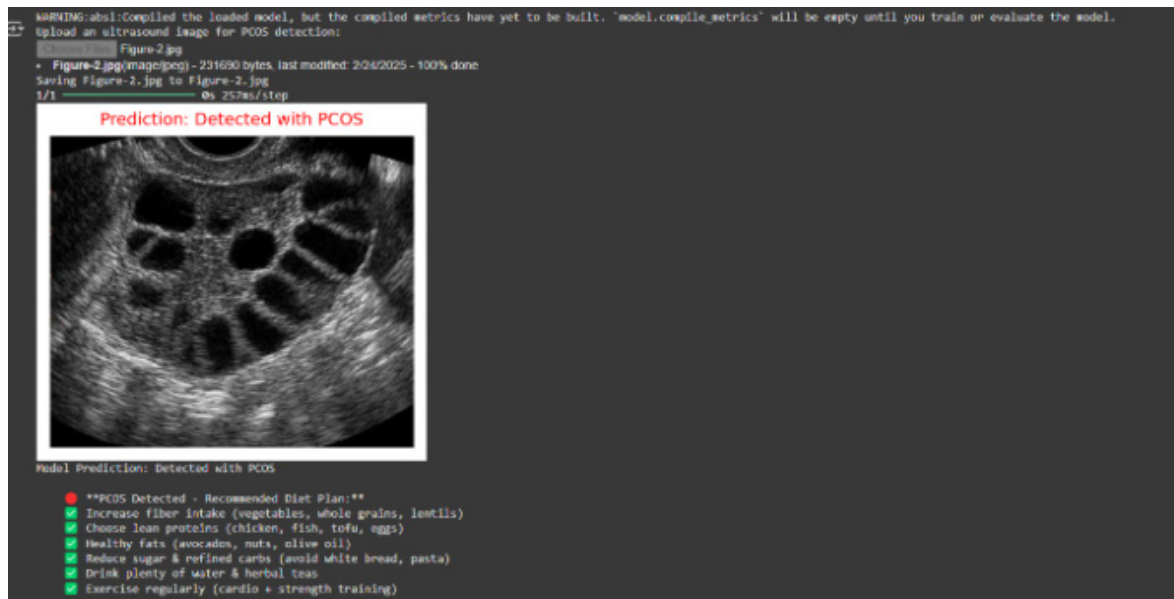 WARNING:absl:Compiled the loaded model, but the compiled metrics have yet to be built. `model.compile_metrics` will be empty until you train or evaluate the model.
Upload an ultrasound image for PCOS detection:
Choose Files Figure-2.jpg
• Figure-2.jpg(image/jpeg) - 231690 bytes, last modified: 2/24/2025 - 100% done
Saving Figure-2.jpg to Figure-2.jpg
1/1 0s 257ms/step
Prediction: Detected with PCOS
Model Prediction: Detected with PCOS
🔴 **PCOS Detected - Recommended Diet Plan:**
✅ Increase fiber intake (vegetables, whole grains, lentils)
✅ Choose lean proteins (chicken, fish, tofu, eggs)
✅ Healthy fats (avocados, nuts, olive oil)
✅ Reduce sugar & refined carbs (avoid white bread, pasta)
✅ Drink plenty of water & herbal teas
✅ Exercise regularly (cardio + strength training)